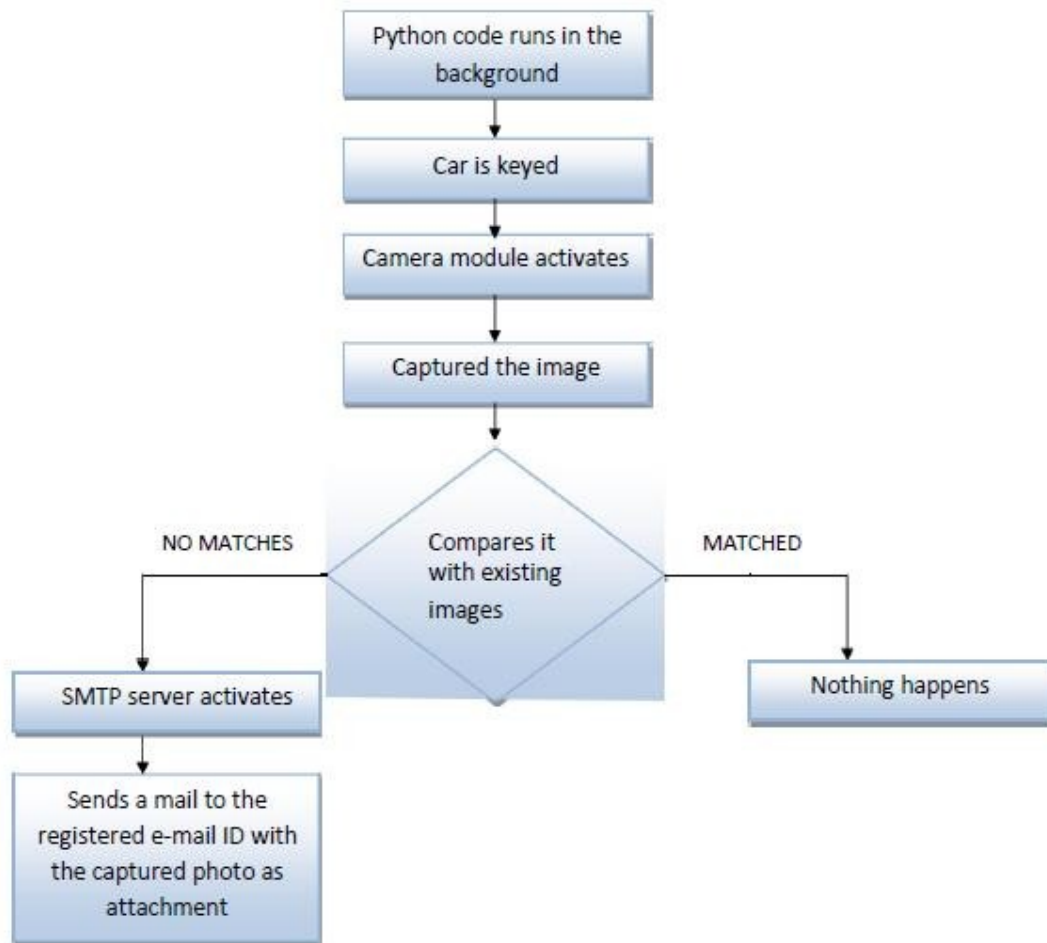 Python code runs in the
background
Car is keyed
Camera module activates
Captured the image
NO MATCHES
Compares it
with existing
images
MATCHED
SMTP server activates
Nothing happens
Sends a mail to the
registered e-mail ID with
the captured photo as
attachment